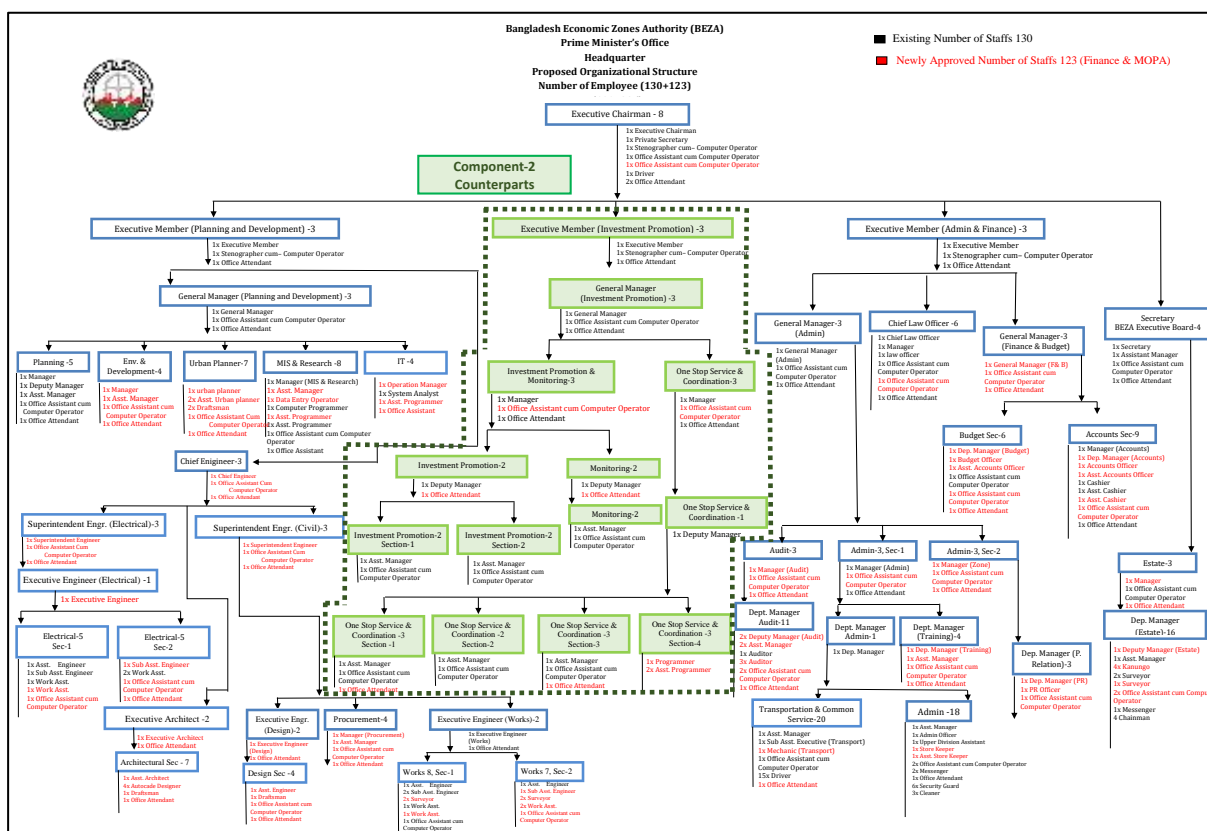 Bangladesh Economic Zones Authority (BEZA)
Prime Minister's Office
Headquarter
Proposed Organizational Structure
Number of Employee (130+123)
Existing Number of Staffs 130
Newly Approved Number of Staffs 123 (Finance & MOPA)
Executive Chairman - 8
1x Executive Chairman
1x Private Secretary
1x Stenographer cum– Computer Operator
1x Office Assistant cum Computer Operator
1x Office Assistant cum Computer Operator
1x Driver
2x Office Attendant
Component-2
Counterparts
Executive Member (Planning and Development) -3
1x Executive Member
1x Stenographer cum– Computer Operator
1x Office Attendant
Executive Member (Investment Promotion) -3
1x Executive Member
1x Stenographer cum– Computer Operator
1x Office Attendant
Executive Member (Admin & Finance) -3
1x Executive Member
1x Stenographer cum– Computer Operator
1x Office Attendant
General Manager (Planning and Development) -3
1x General Manager
1x Office Assistant cum Computer Operator
1x Office Attendant
General Manager
(Investment Promotion) -3
1x General Manager
1x Office Assistant cum Computer Operator
1x Office Attendant
General Manager-3
(Admin)
1x General Manager
(Admin)
1x Office Assistant cum
Computer Operator
1x Office Attendant
Chief Law Officer -6
1x Chief Law Officer
1x Manager
1x law officer
1x Office Assistant cum
Computer Operator
1x Office Assistant cum
Computer Operator
1x Office Attendant
General Manager-3
(Finance & Budget)
1x General Manager (F& B)
1x Office Assistant cum
Computer Operator
1x Office Attendant
Secretary
BEZA Executive Board-4
1x Secretary
1x Assistant Manager
1x Office Assistant cum
Computer Operator
1x Office Attendant
Planning -5
1x Manager
1x Deputy Manager
1x Asst. Manager
1x Office Assistant cum
Computer Operator
1x Office Attendant
Env. &
Development-4
1x Manager
1x Asst. Manager
1x Office Assistant cum
Computer Operator
1x Office Attendant
Urban Planner-7
1x urban planner
2x Asst. Urban planner
2x Draftsman
1x Office Assistant Cum
Computer Operator
1x Office Attendant
MIS & Research -8
1x Manager (MIS & Research)
1x Asst. Manager
1x Data Entry Operator
1x Computer Programmer
1x Asst. Programmer
1x Asst. Programmer
1x Office Assistant cum Computer
Operator
1x Office Assistant
IT -4
1x Operation Manager
1x System Analyst
1x Asst. Programmer
1x Office Assistant
Investment Promotion &
Monitoring-3
1x Manager
1x Office Assistant cum Computer Operator
1x Office Attendant
One Stop Service &
Coordination-3
1x Manager
1x Office Assistant cum
Computer Operator
1x Office Attendant
Budget Sec-6
1x Dep. Manager (Budget)
1x Budget Officer
1x Asst. Accounts Officer
1x Office Assistant cum
Computer Operator
1x Office Assistant cum
Computer Operator
1x Office Attendant
Accounts Sec-9
1x Manager (Accounts)
1x Dep. Manager (Accounts)
1x Accounts Officer
1x Asst. Accounts Officer
1x Cashier
1x Asst. Cashier
1x Asst. Cashier
1x Office Assistant cum
Computer Operator
1x Office Attendant
Chief Enigineer-3
1x Chief Engineer
1x Office Assistant Cum
Computer Operator
1x Office Attendant
Investment Promotion-2
1x Deputy Manager
1x Office Attendant
Monitoring-2
1x Deputy Manager
1x Office Attendant
Monitoring-2
1x Asst. Manager
1x Office Assistant cum
Computer Operator
One Stop Service &
Coordination -1
1x Deputy Manager
Superintendent Engr. (Electrical)-3
1x Superintendent Engineer
1x Office Assistant Cum
Computer Operator
1x Office Attendant
Superintendent Engr. (Civil)-3
1x Superintendent Engineer
1x Office Assistant Cum
Computer Operator
1x Office Attendant
Investment Promotion-2
Section-1
1x Asst. Manager
1x Office Assistant cum
Computer Operator
Investment Promotion-2
Section-2
1x Asst. Manager
1x Office Assistant cum
Computer Operator
Audit-3
1x Manager (Audit)
1x Office Assistant cum
Computer Operator
1x Office Attendant
Admin-3, Sec-1
1x Manager (Admin)
1x Office Assistant cum
Computer Operator
1x Office Attendant
Admin-3, Sec-2
1x Manager (Zone)
1x Office Assistant cum
Computer Operator
1x Office Attendant
Estate-3
1x Manager
1x Office Assistant cum
Computer Operator
1x Office Attendant
Executive Engineer (Electrical) -1
1x Executive Engineer
Electrical-5
Sec-1
1x Asst. Engineer
1x Sub Asst. Engineer
1x Work Asst.
1x Work Asst.
1x Office Assistant cum
Computer Operator
Electrical-5
Sec-2
1x Sub Asst. Engineer
2x Work Asst.
1x Office Assistant cum
Computer Operator
1x Office Attendant
One Stop Service &
Coordination -3
Section -1
1x Asst. Manager
1x Office Assistant cum
Computer Operator
1x Office Attendant
One Stop Service &
Coordination -2
Section-2
1x Asst. Manager
1x Office Assistant cum
Computer Operator
One Stop Service &
Coordination -3
Section-3
1x Asst. Manager
1x Office Assistant cum
Computer Operator
1x Office Attendant
One Stop Service &
Coordination -3
Section-4
1x Programmer
2x Asst. Programmer
Dept. Manager
Audit-11
2x Deputy Manager (Audit)
2x Asst. Manager
1x Auditor
3x Auditor
2x Office Assistant cum
Computer Operator
1x Office Attendant
Dept. Manager
Admin-1
1x Dep. Manager
Dept. Manager
(Training)-4
1x Dep. Manager (Training)
1x Asst. Manager
1x Office Assistant cum
Computer Operator
1x Office Attendant
Dep. Manager (P.
Relation)-3
1x Dep. Manager (PR)
1x PR Officer
1x Office Assistant cum
Computer Operator
Dep. Manager
(Estate)-16
1x Deputy Manager (Estate)
1x Asst. Manager
4x Kanungo
2x Surveyor
1x Surveyor
2x Office Assistant cum
Operator
1x Messenger
4 Chainman
Executive Architect -2
1x Executive Architect
1x Office Attendant
Architectural Sec - 7
1x Asst. Architect
4x Autocade Designer
1x Draftsman
1x Office Attendant
Executive Engr.
(Design)-2
1x Executive Engineer
(Design)
1x Office Attendant
Design Sec -4
1x Asst. Engineer
1x Draftsman
1x Office Assistant cum
Computer Operator
1x Office Attendant
Procurement-4
1x Manager (Procurement)
1x Asst. Manager
1x Office Assistant cum
Computer Operator
1x Office Attendant
Executive Engineer (Works)-2
1x Executive Engineer
(Works)
1x Office Attendant
Works 8, Sec-1
1x Asst. Engineer
2x Sub Asst. Engineer
2x Surveyor
1x Work Asst.
1x Work Asst.
1x Office Assistant cum
Computer Operator
Works 7, Sec-2
1x Asst. Engineer
1x Sub Asst. Engineer
2x Surveyor
2x Work Asst.
1x Office Assistant cum
Computer Operator
Transportation & Common
Service-20
1x Asst. Manager
1x Sub Asst. Executive (Transport)
1x Mechanic (Transport)
1x Office Assistant cum
Computer Operator
15x Driver
1x Office Attendant
Admin -18
1x Asst. Manager
1x Admin Officer
1x Upper Division Assistant
1x Store Keeper
1x Asst. Store Keeper
2x Office Assistant cum Computer Operator
2x Messenger
1x Office Attendant
6x Security Guard
3x Cleaner